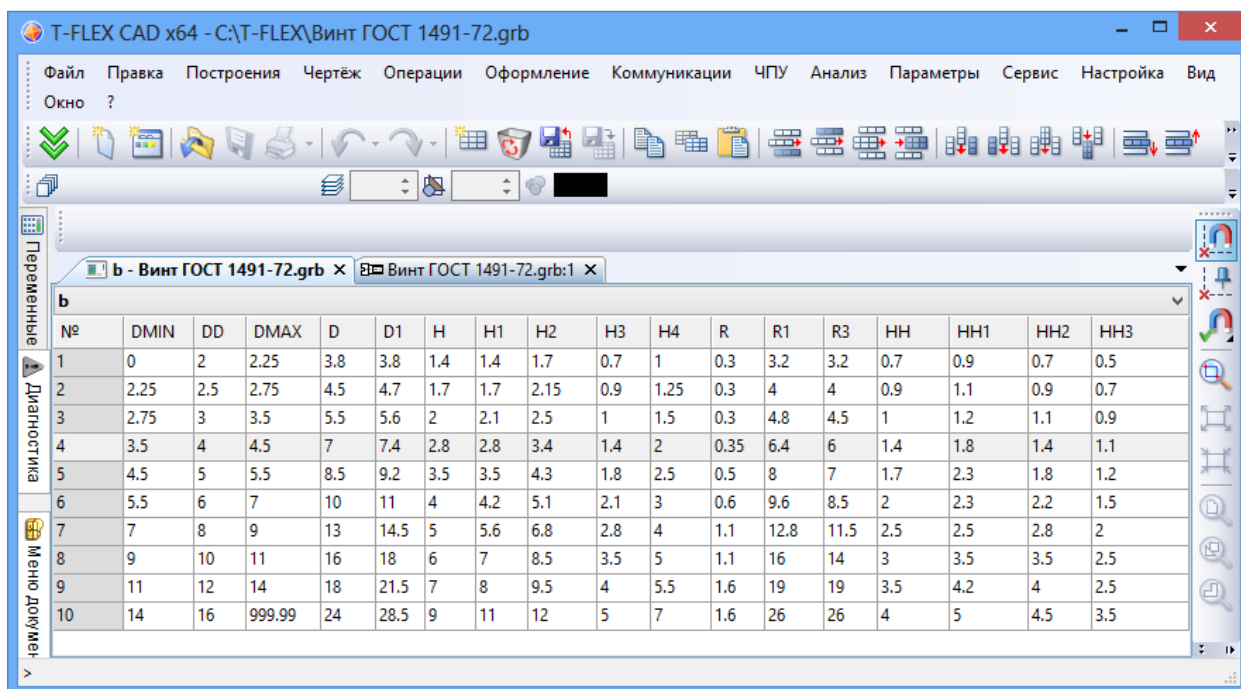 T-FLEX CAD x64 - C:\T-FLEX\Винт ГОСТ 1491-72.grb
Файл Правка Построения Чертёж Операции Оформление Коммуникации ЧПУ Анализ Параметры Сервис Настройка Вид
Окно ?
Переменные
Диагностика
Меню докумен
b - Винт ГОСТ 1491-72.grb Винт ГОСТ 1491-72.grb:1
b
№ DMIN DD DMAX D D1 H H1 H2 H3 H4 R R1 R3 HH HH1 HH2 HH3
1 0 2 2.25 3.8 3.8 1.4 1.4 1.7 0.7 1 0.3 3.2 3.2 0.7 0.9 0.7 0.5
2 2.25 2.5 2.75 4.5 4.7 1.7 1.7 2.15 0.9 1.25 0.3 4 4 0.9 1.1 0.9 0.7
3 2.75 3 3.5 5.5 5.6 2 2.1 2.5 1 1.5 0.3 4.8 4.5 1 1.2 1.1 0.9
4 3.5 4 4.5 7 7.4 2.8 2.8 3.4 1.4 2 0.35 6.4 6 1.4 1.8 1.4 1.1
5 4.5 5 5.5 8.5 9.2 3.5 3.5 4.3 1.8 2.5 0.5 8 7 1.7 2.3 1.8 1.2
6 5.5 6 7 10 11 4 4.2 5.1 2.1 3 0.6 9.6 8.5 2 2.3 2.2 1.5
7 7 8 9 13 14.5 5 5.6 6.8 2.8 4 1.1 12.8 11.5 2.5 2.5 2.8 2
8 9 10 11 16 18 6 7 8.5 3.5 5 1.1 16 14 3 3.5 3.5 2.5
9 11 12 14 18 21.5 7 8 9.5 4 5.5 1.6 19 19 3.5 4.2 4 2.5
10 14 16 999.99 24 28.5 9 11 12 5 7 1.6 26 26 4 5 4.5 3.5
>